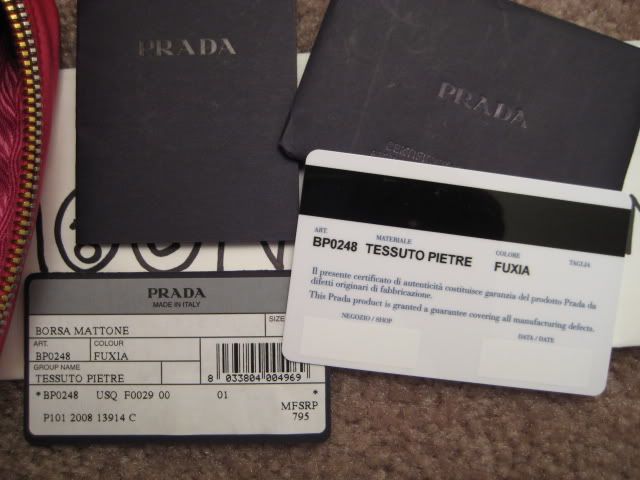 PRADA
PRADA
ART.
MATERIALE
COLORE
TAGLIA
BP0248 TESSUTO PIETRE FUXIA
Il presente certificato di autenticità costituisce garanzia del prodotto Prada da
difetti originari di fabbricazione.
This Prada product is granted a guarantee covering all manufacturing defects.
NEGOZIO / SHOP
DATA / DATE
PRADA
MADE IN ITALY
SIZE
BORSA MATTONE
ART. COLOUR
BP0248 FUXIA
GROUP NAME
TESSUTO PIETRE
8 033804 004969
*BP0248 USQ F0029 00 01 *
MFSRP
P101 2008 13914 C 795